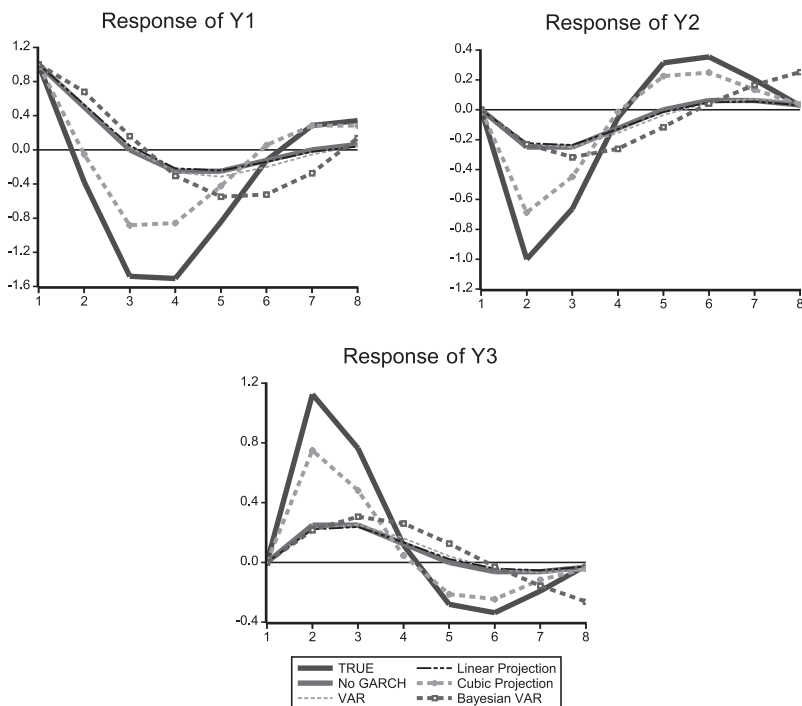 Response of Y1
1.2
0.8
0.4
0.0
-0.4
-0.8
-1.2
-1.6
1 2 3 4 5 6 7 8
Response of Y2
0.4
0.2
0.0
-0.2
-0.4
-0.6
-0.8
-1.0
-1.2
1 2 3 4 5 6 7 8
Response of Y3
1.2
0.8
0.4
0.0
-0.4
1 2 3 4 5 6 7 8
TRUE
No GARCH
VAR
Linear Projection
Cubic Projection
Bayesian VAR